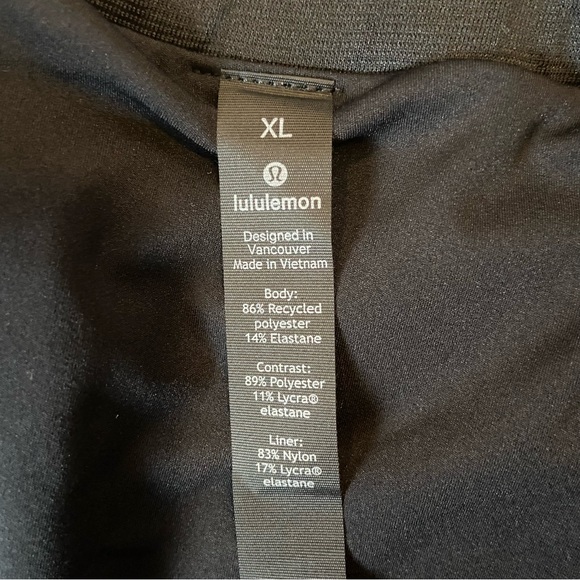 XL
lululemon
Designed in
Vancouver
Made in Vietnam
Body:
86% Recycled
polyester
14% Elastane
Contrast:
89% Polyester
11% Lycra®
elastane
Liner:
83% Nylon
17% Lycra®
elastane